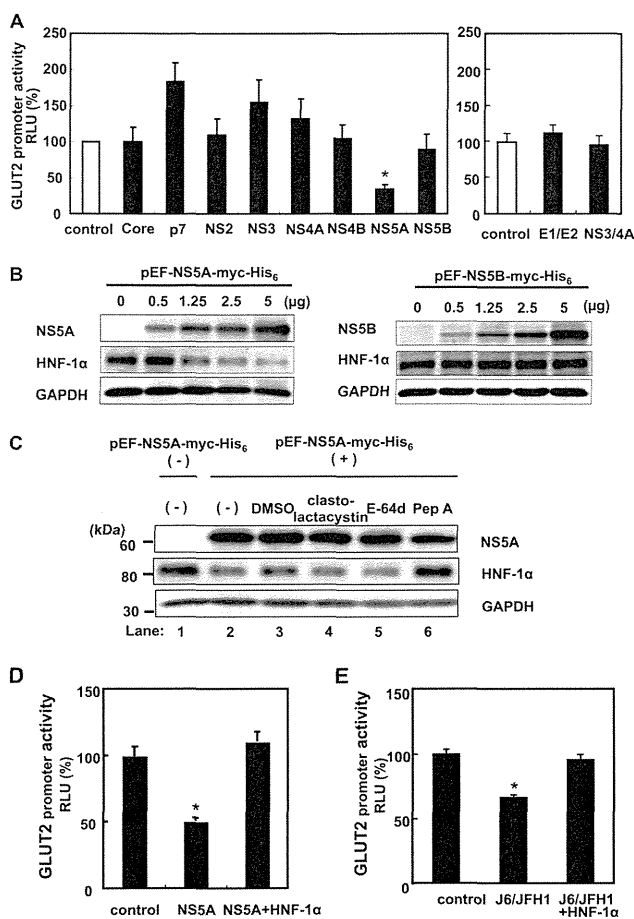 A
GLUT2 promoter activity
RLU (%)
250
200
150
100
50
0
control Core p7 NS2 NS3 NS4A NS4B NS5A NS5B
*
250
200
150
100
50
0
control E1/E2 NS3/4A
B
pEF-NS5A-myc-His6
0 0.5 1.25 2.5 5 (µg)
NS5A
HNF-1α
GAPDH
pEF-NS5B-myc-His6
0 0.5 1.25 2.5 5 (µg)
NS5B
HNF-1α
GAPDH
C
pEF-NS5A-myc-His6
(-)
pEF-NS5A-myc-His6
(+)
(-) (-) DMSO clasto-lactacystin E-64d Pep A
(kDa)
60
NS5A
80
HNF-1α
30
GAPDH
Lane: 1 2 3 4 5 6
D
GLUT2 promoter activity
RLU (%)
150
100
50
0
*
control NS5A NS5A+HNF-1α
E
GLUT2 promoter activity
RLU (%)
150
100
50
0
*
control J6/JFH1 J6/JFH1
+HNF-1α